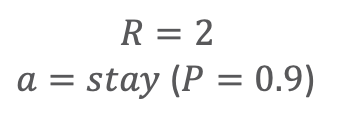 R = 2
a = stay (P = 0.9)